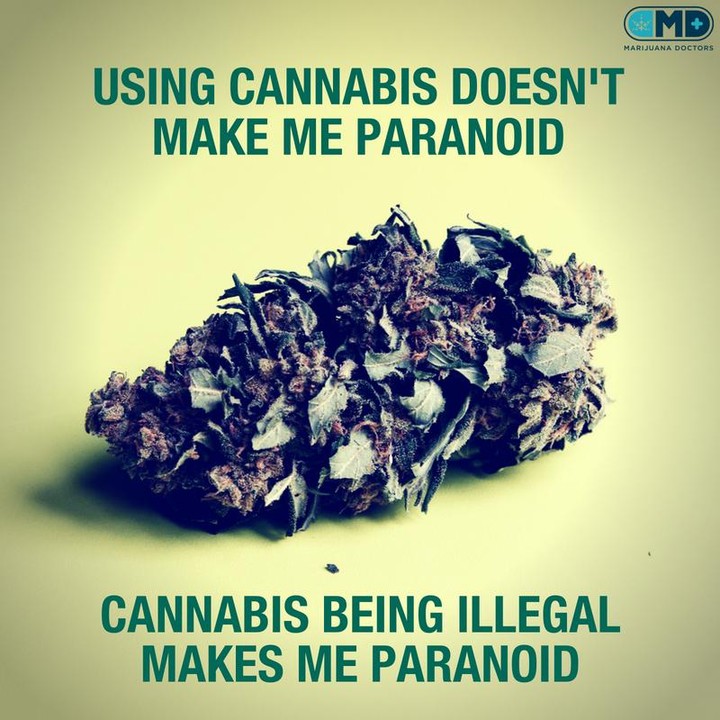 MD
MARIJUANA DOCTORS
USING CANNABIS DOESN'T
MAKE ME PARANOID
CANNABIS BEING ILLEGAL
MAKES ME PARANOID